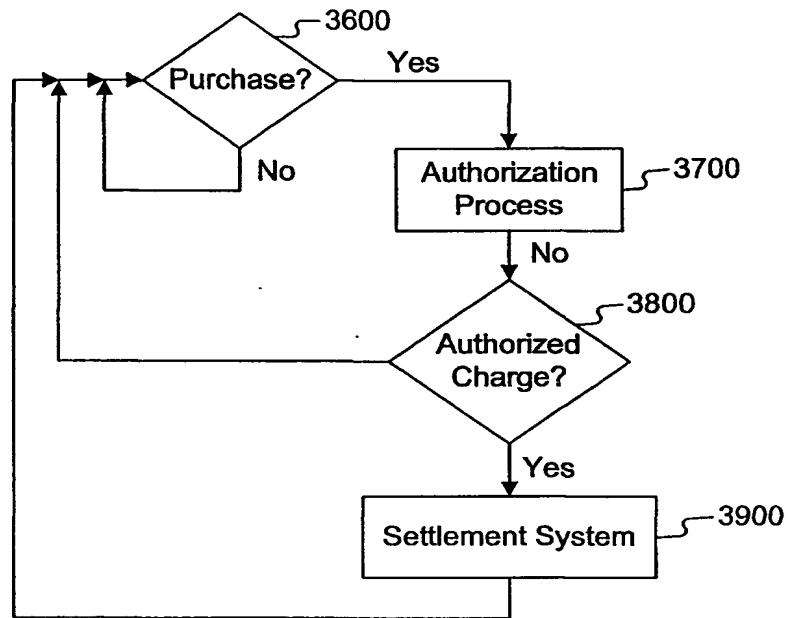 3600
Purchase?
Yes
No
Authorization
Process
3700
No
3800
Authorized
Charge?
Yes
Settlement System
3900